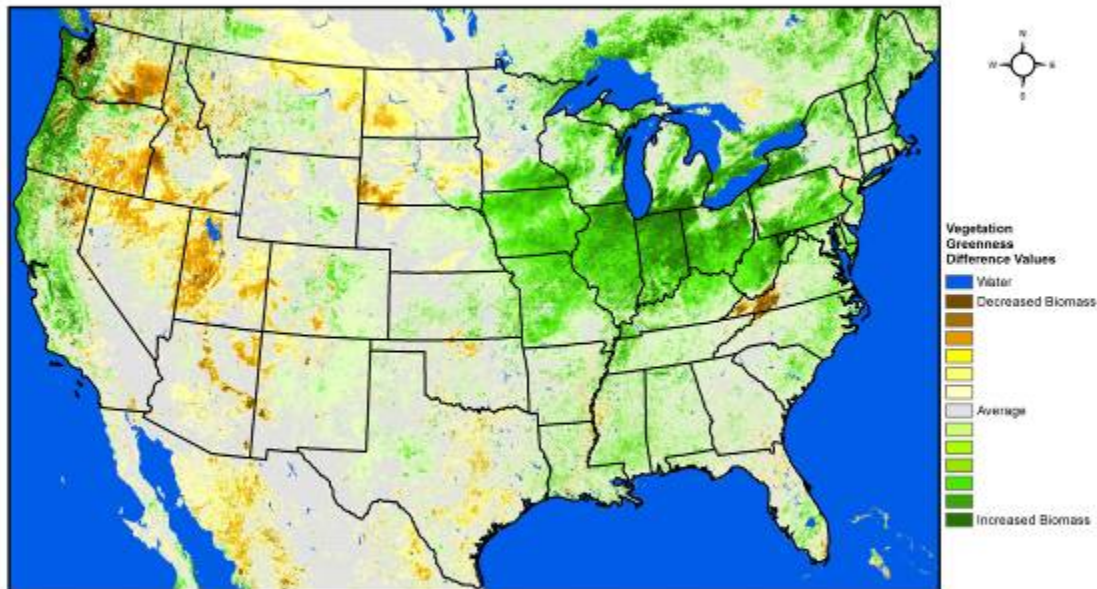 N
W
E
S
Vegetation
Greenness
Difference Values
Water
Decreased Biomass
Average
Increased Biomass